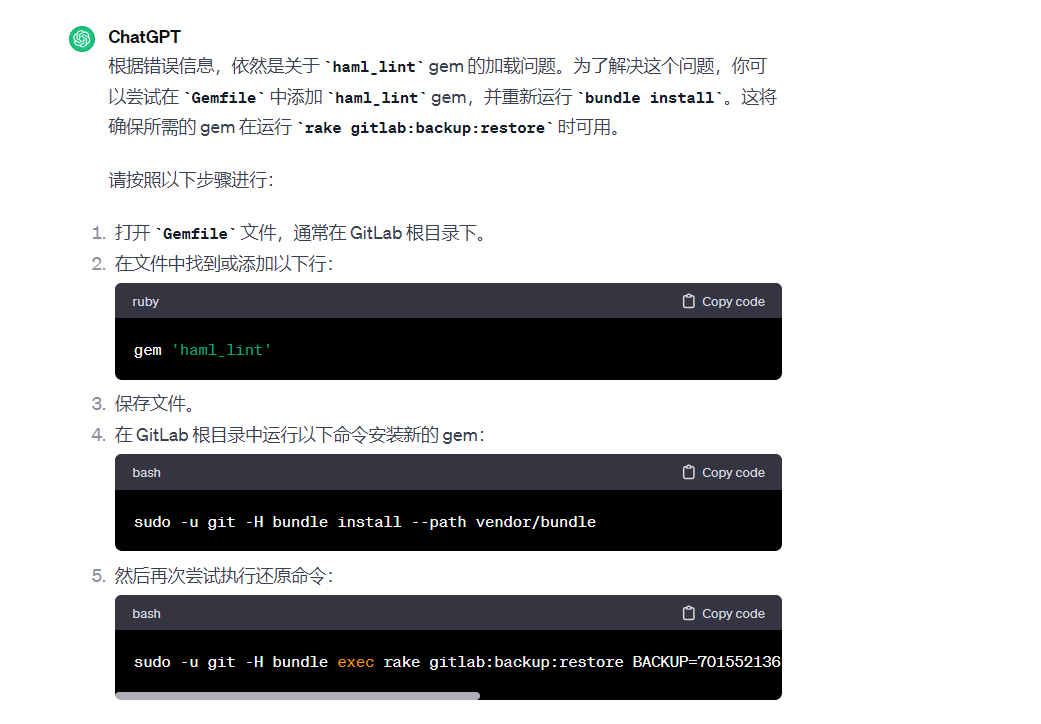 ChatGPT
根据错误信息，依然是关于 `haml_lint` gem 的加载问题。为了解决这个问题，你可
以尝试在 `Gemfile` 中添加 `haml_lint` gem，并重新运行 `bundle install`。这将
确保所需的 gem 在运行 `rake gitlab:backup:restore` 时可用。
请按照以下步骤进行：
1. 打开 `Gemfile` 文件，通常在 GitLab 根目录下。
2. 在文件中找到或添加以下行：
ruby Copy code
gem 'haml_lint'
3. 保存文件。
4. 在 GitLab 根目录中运行以下命令安装新的 gem：
bash Copy code
sudo -u git -H bundle install --path vendor/bundle
5. 然后再次尝试执行还原命令：
bash Copy code
sudo -u git -H bundle exec rake gitlab:backup:restore BACKUP=701552136